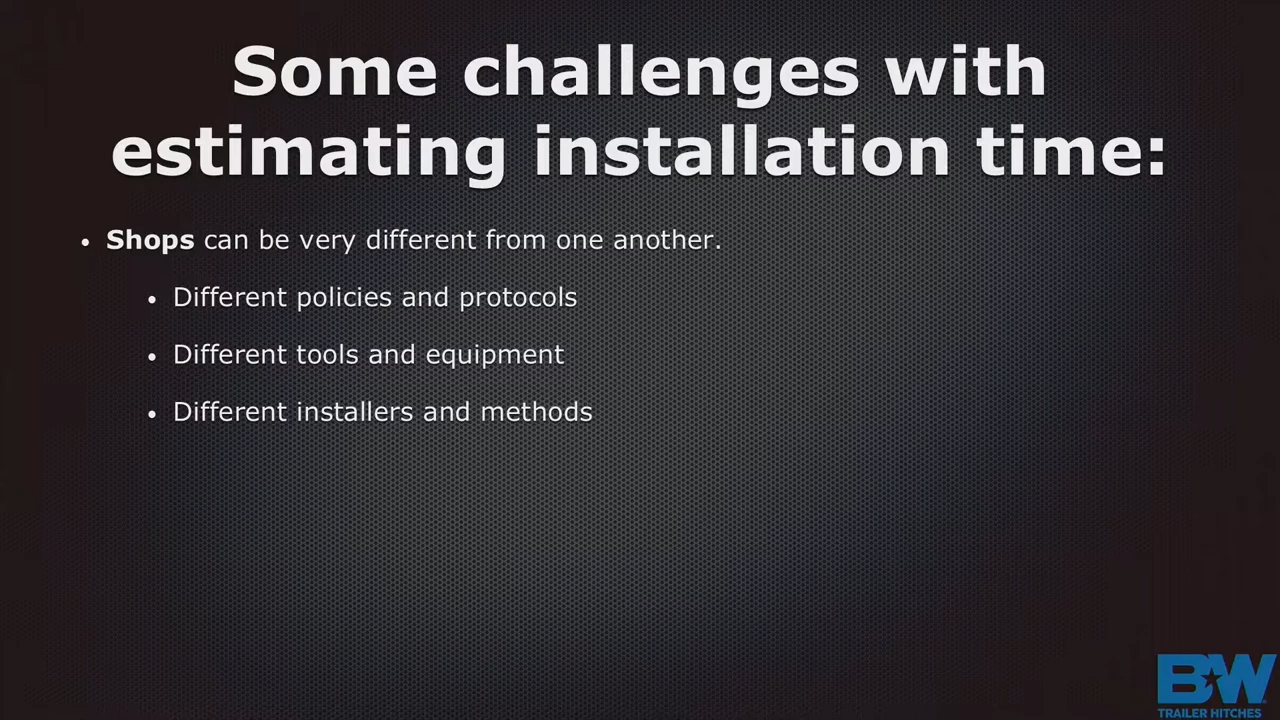 Some challenges with
estimating installation time:
• Shops can be very different from one another.
• Different policies and protocols
• Different tools and equipment
• Different installers and methods
BW
TRAILER HITCHES